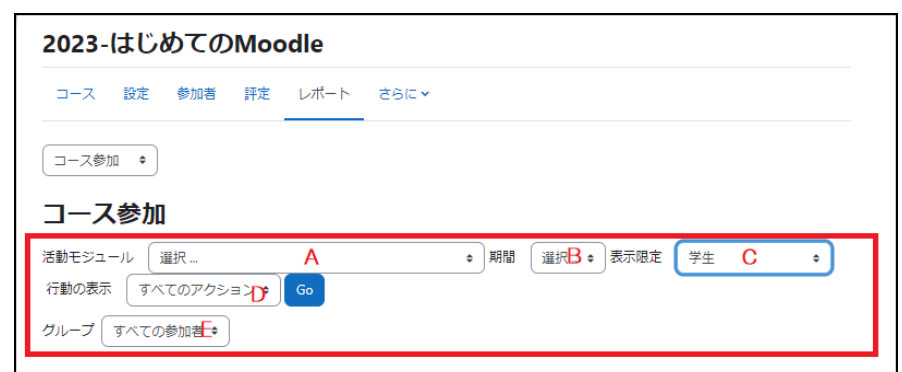 2023-はじめてのMoodle
コース 設定 参加者 評定 レポート さらに
コース参加
コース参加
活動モジュール 選択 ... A 期間 選択 B 表示限定 学生 C
行動の表示 すべてのアクション D Go
グループ すべての参加者 E